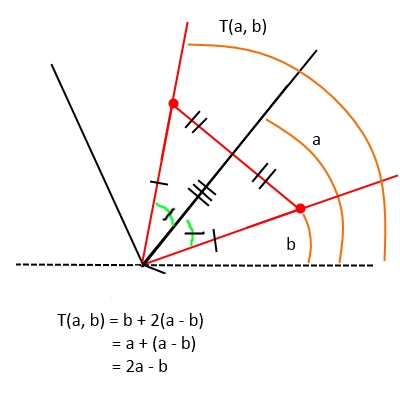 T(a, b)
a
b
T(a, b) = b + 2(a - b)
= a + (a - b)
= 2a - b